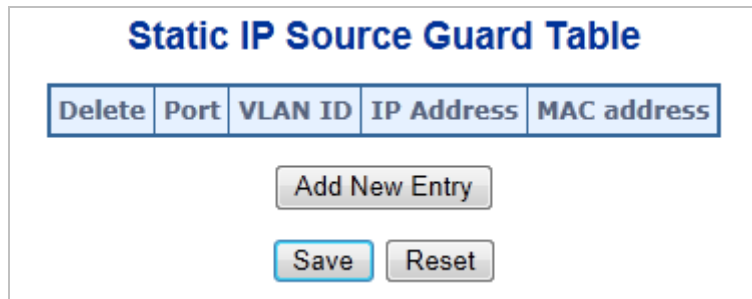 Static IP Source Guard Table
Delete Port VLAN ID IP Address MAC address
Add New Entry
Save Reset